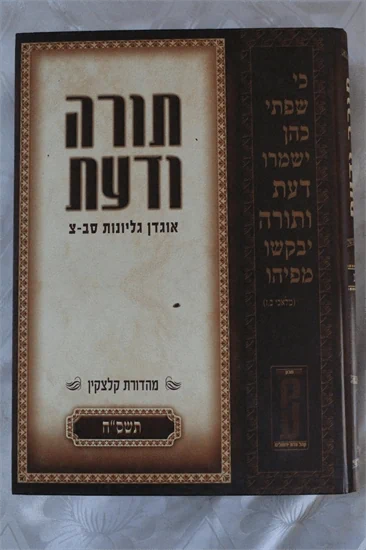 תורה
ודעת
אוגדן גליונות סב-צ
מהדורת קלצקין
תשס"ח
כי
שפתי
כהן
ישמרו
דעת
ותורה
יבקשו
מפיהו
(מלאכי ב,ז)